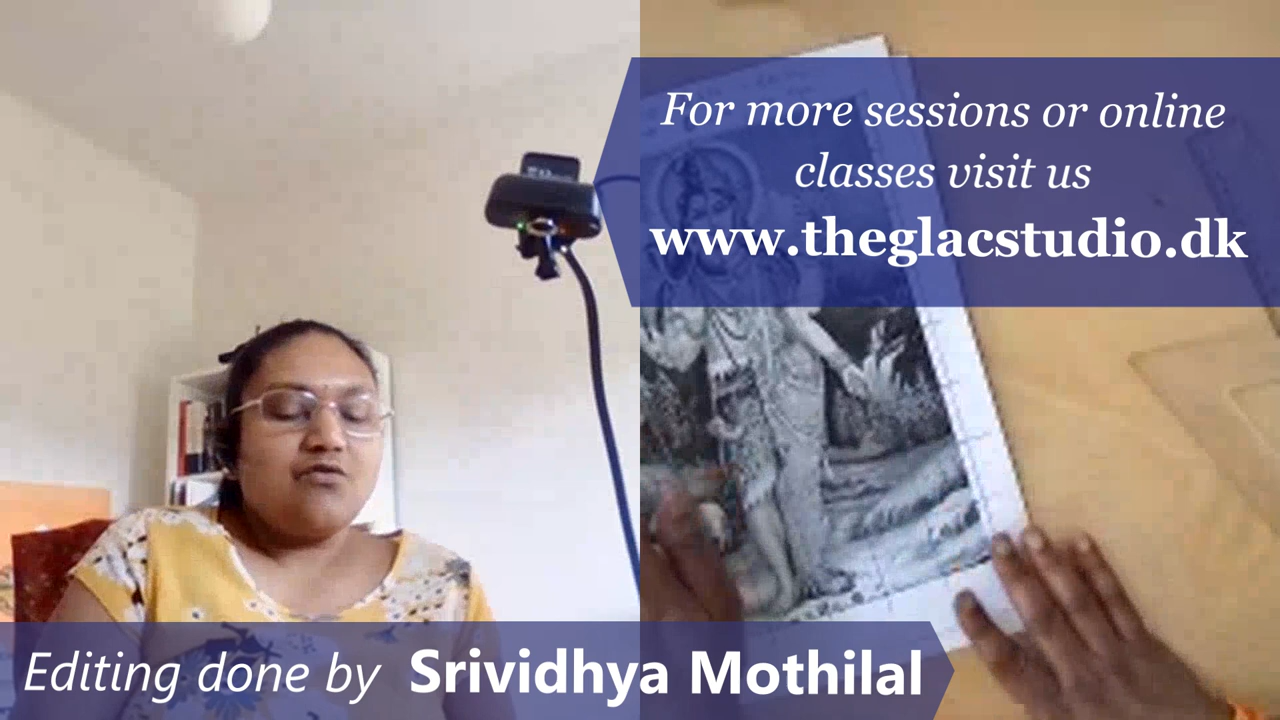 For more sessions or online
classes visit us
www.theglacstudio.dk
Editing done by Srividhya Mothilal